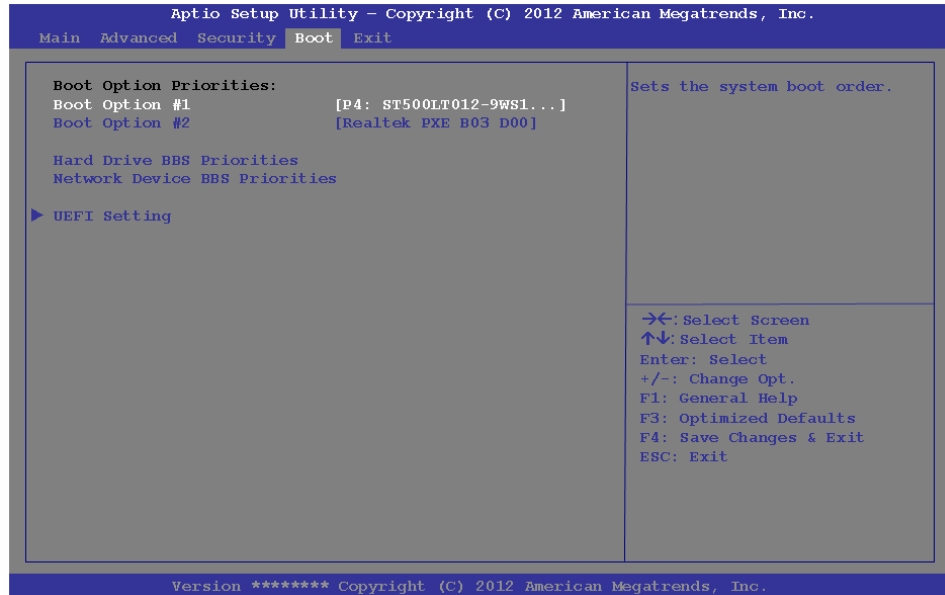 Aptio Setup Utility – Copyright (C) 2012 American Megatrends, Inc.
Main Advanced Security Boot Exit
Boot Option Priorities:
Boot Option #1 [P4: ST500LT012-9WS1...]
Boot Option #2 [Realtek PXE B03 D00]
Hard Drive BBS Priorities
Network Device BBS Priorities
▶ UEFI Setting
Sets the system boot order.
→←: Select Screen
↑↓: Select Item
Enter: Select
+/-: Change Opt.
F1: General Help
F3: Optimized Defaults
F4: Save Changes & Exit
ESC: Exit
Version ******** Copyright (C) 2012 American Megatrends, Inc.